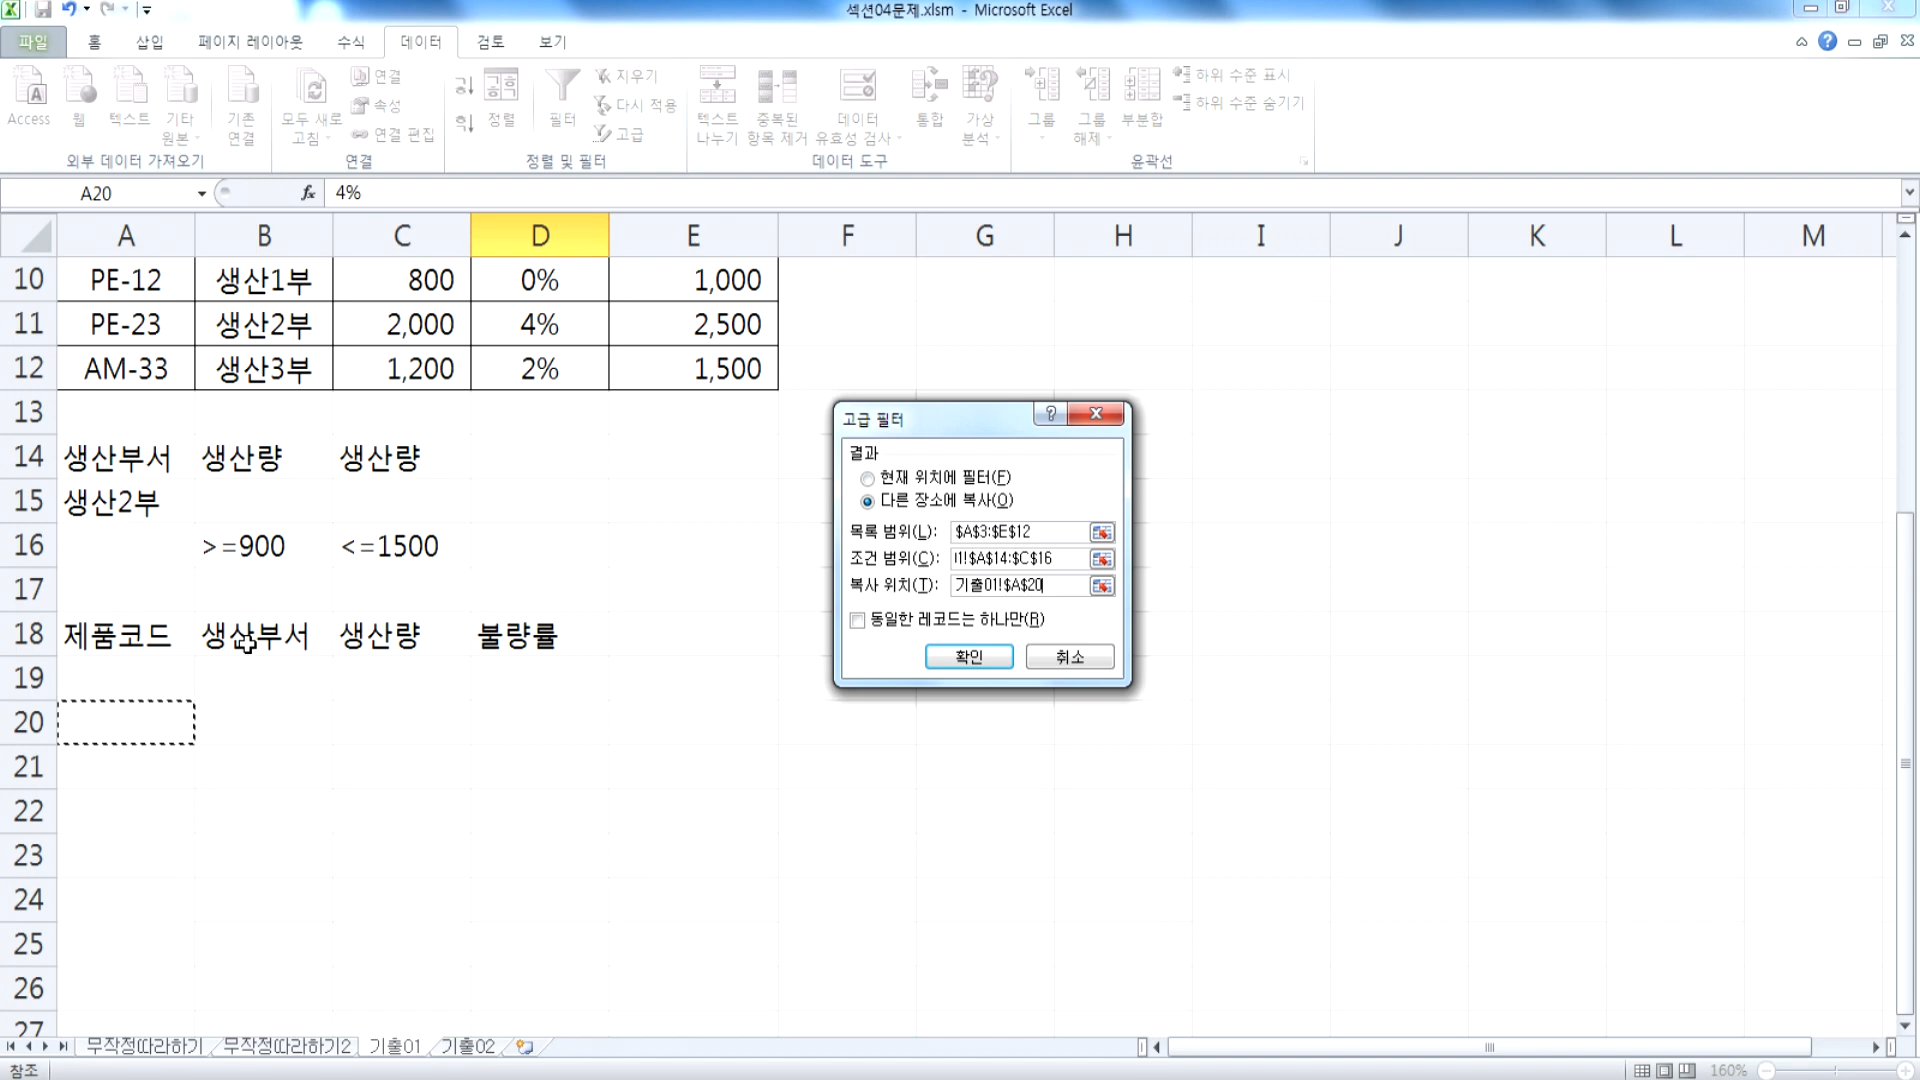 섹션04문제.xlsm - Microsoft Excel
파일 홈 삽입 페이지 레이아웃 수식 데이터 검토 보기
Access 웹 텍스트 기타 원본 기존 연결
외부 데이터 가져오기
모두 새로 고침 연결 속성 연결 편집
연결
정렬 필터 지우기 다시 적용 고급
정렬 및 필터
텍스트 나누기 중복된 항목 제거 데이터 유효성 검사 통합 가상 분석
데이터 도구
그룹 그룹 해제 부분합 하위 수준 표시 하위 수준 숨기기
윤곽선
A20 fx 4%
A B C D E F G H I J K L M
10 PE-12 생산1부 800 0% 1,000
11 PE-23 생산2부 2,000 4% 2,500
12 AM-33 생산3부 1,200 2% 1,500
13
14 생산부서 생산량 생산량
15 생산2부
16 >=900 <=1500
17
18 제품코드 생산부서 생산량 불량률
19
20
21
22
23
24
25
26
27
고급 필터
결과
현재 위치에 필터(F)
다른 장소에 복사(O)
목록 범위(L): $A$3:$E$12
조건 범위(C): !1!$A$14:$C$16
복사 위치(T): 기출01!$A$20
동일한 레코드는 하나만(R)
확인 취소
무작정따라하기 무작정따라하기2 기출01 기출02
참조 160%